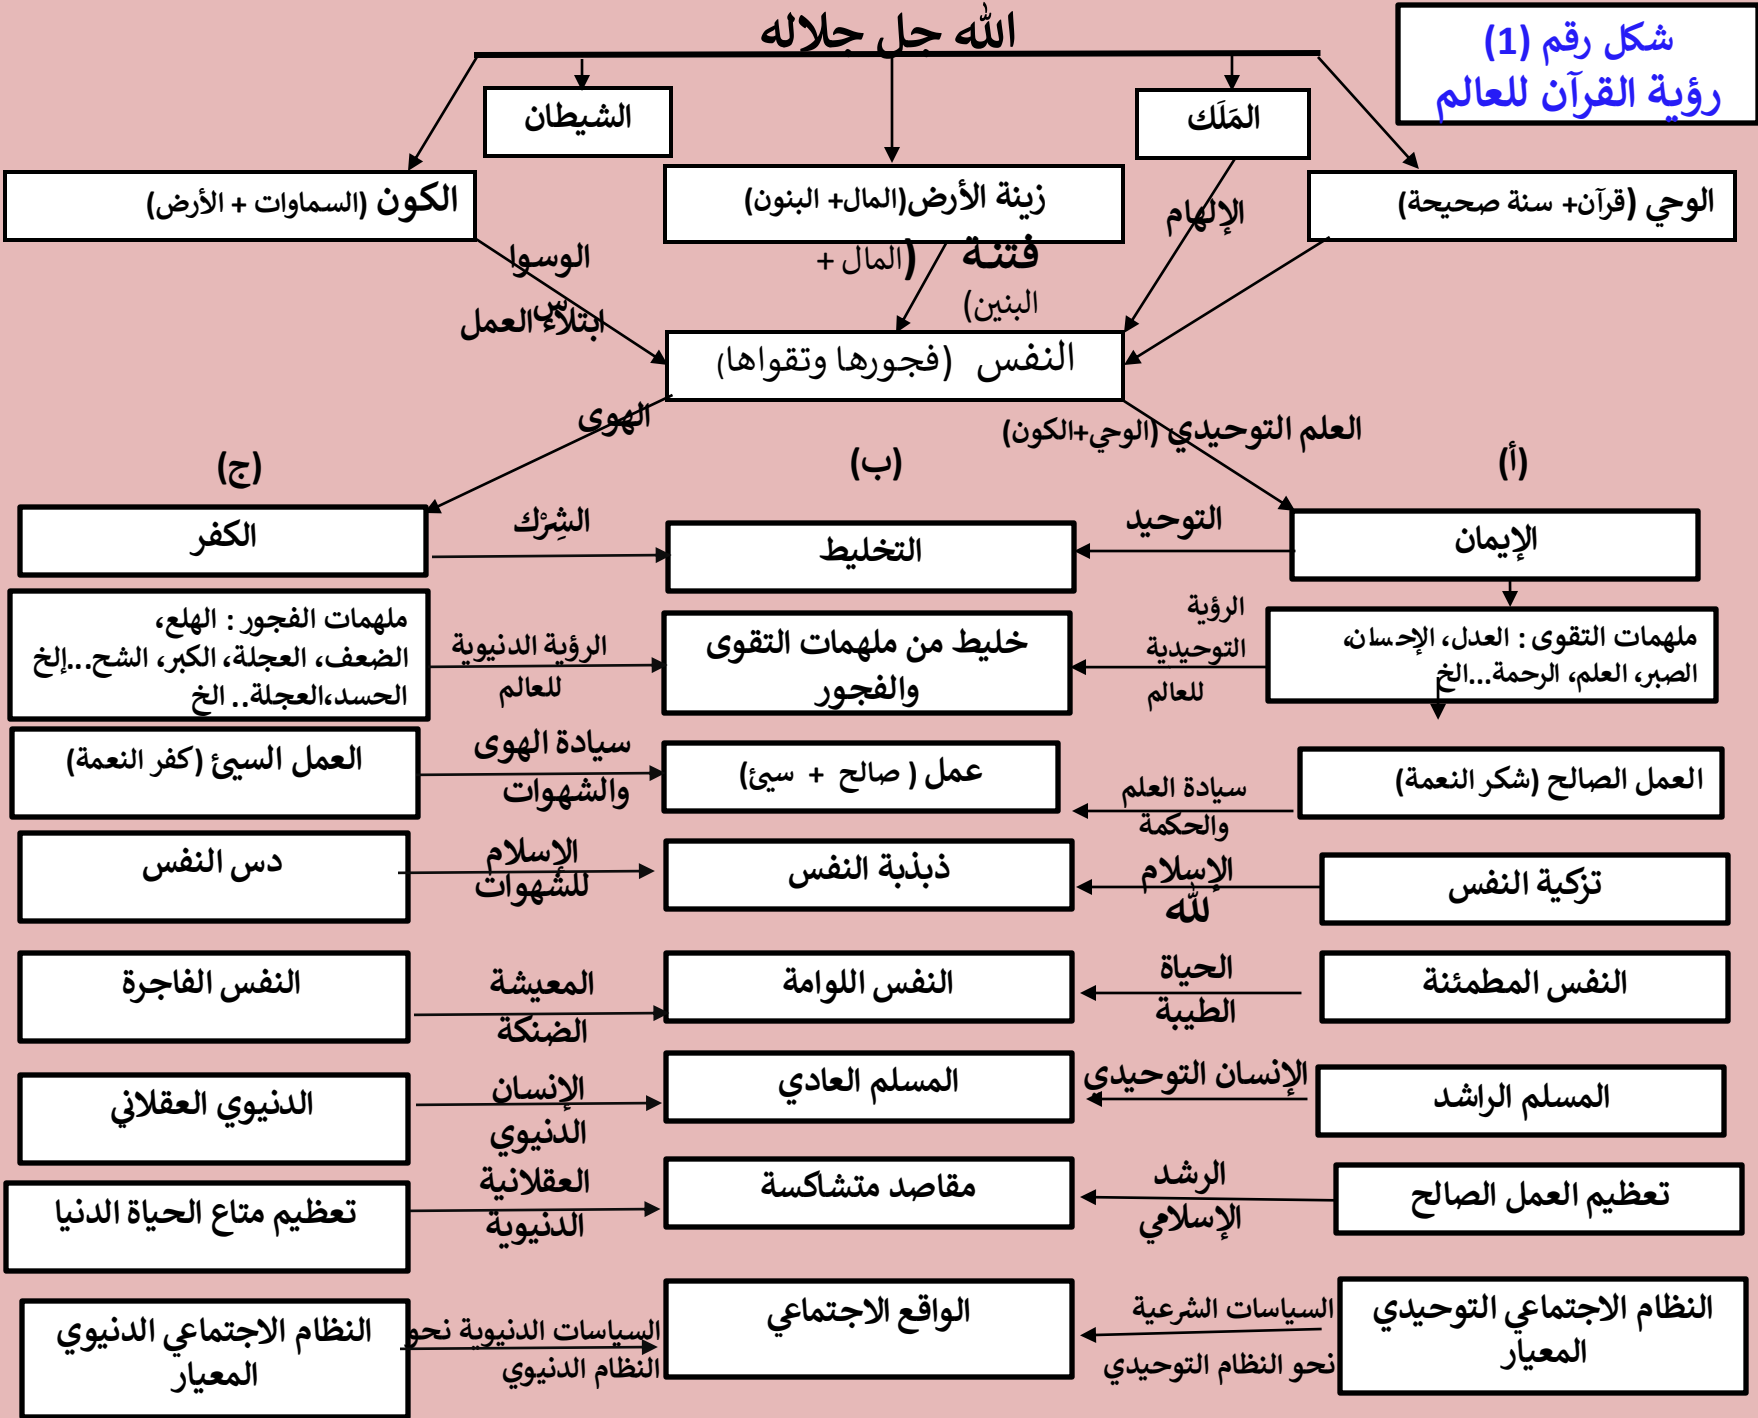 الله جل جلاله
شكل رقم (1)
رؤية القرآن للعالم
المَلَك
الشيطان
الوحي (قرآن+ سنة صحيحة)
زينة الأرض(المال+ البنون)
الكون (السماوات + الأرض)
الإلهام
فتنة (المال +
البنين)
الوسوا
س
ابتلاء العمل
النفس (فجورها وتقواها)
العلم التوحيدي (الوحي+الكون)
الهوى
(أ)
(ب)
(ج)
الإيمان
التوحيد
التخليط
الشِرْك
الكفر
ملهمات التقوى : العدل، الإحسان،
الصبر، العلم، الرحمة...الخ
الرؤية
التوحيدية
للعالم
خليط من ملهمات التقوى
والفجور
الرؤية الدنيوية
للعالم
ملهمات الفجور : الهلع،
الضعف، العجلة، الكبر، الشح...إلخ
الحسد،العجلة.. الخ
العمل الصالح (شكر النعمة)
سيادة العلم
والحكمة
عمل ( صالح + سيئ)
سيادة الهوى
والشهوات
العمل السيئ (كفر النعمة)
تزكية النفس
الإسلام
لله
ذبذبة النفس
الإسلام
للشهوات
دس النفس
النفس المطمئنة
الحياة
الطيبة
النفس اللوامة
المعيشة
الضنكة
النفس الفاجرة
المسلم الراشد
الإنسان التوحيدي
المسلم العادي
الإنسان
الدنيوي
الدنيوي العقلاني
تعظيم العمل الصالح
الرشد
الإسلامي
مقاصد متشاكسة
العقلانية
الدنيوية
تعظيم متاع الحياة الدنيا
النظام الاجتماعي التوحيدي
المعيار
السياسات الشرعية
نحو النظام التوحيدي
الواقع الاجتماعي
السياسات الدنيوية نحو
النظام الدنيوي
النظام الاجتماعي الدنيوي
المعيار